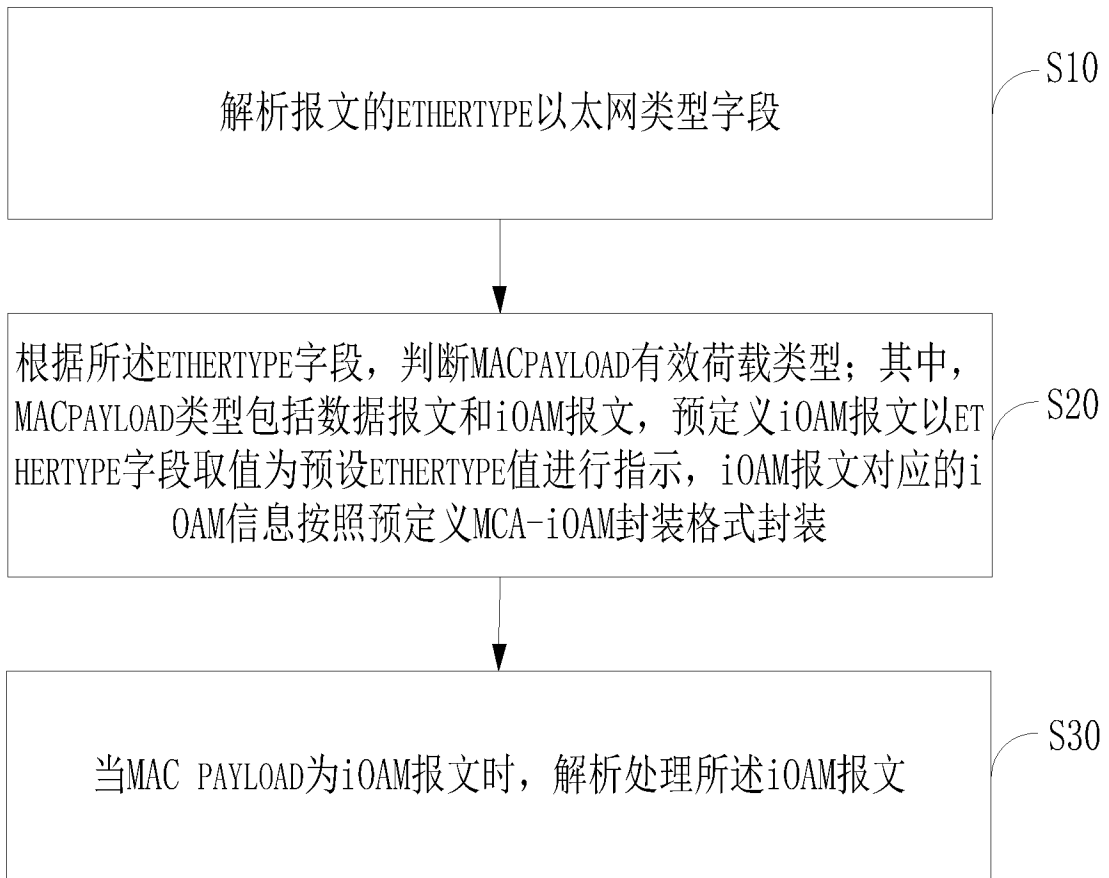 解析报文的ETHERTYPE以太网类型字段
S10
根据所述ETHERTYPE字段，判断MACPAYLOAD有效荷载类型；其中，
MACPAYLOAD类型包括数据报文和iOAM报文，预定义iOAM报文以ET
HERTYPE字段取值为预设ETHERTYPE值进行指示，iOAM报文对应的i
OAM信息按照预定义MCA-iOAM封装格式封装
S20
当MAC PAYLOAD为iOAM报文时，解析处理所述iOAM报文
S30